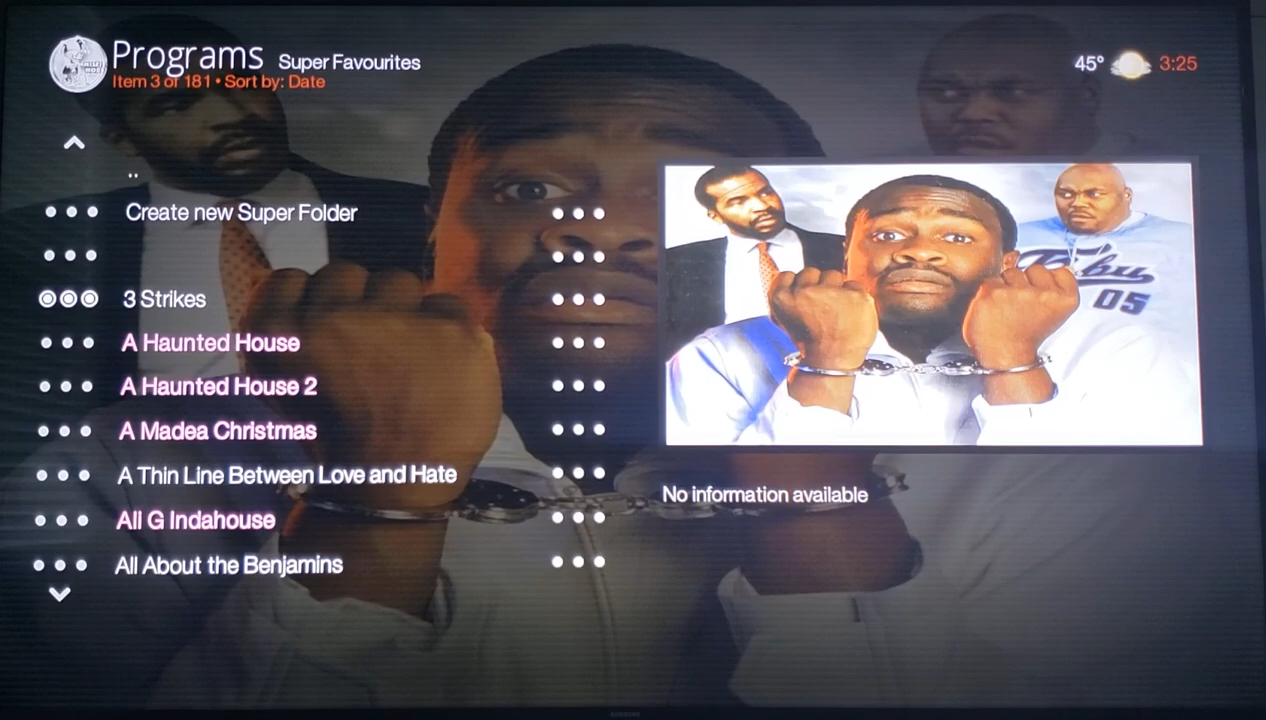 Programs Super Favourites
Item 3 of 181 • Sort by: Date
45° 3:25
..
Create new Super Folder
3 Strikes
A Haunted House
A Haunted House 2
A Madea Christmas
A Thin Line Between Love and Hate
Ali G Indahouse
All About the Benjamins
05
No information available
SAMSUNG